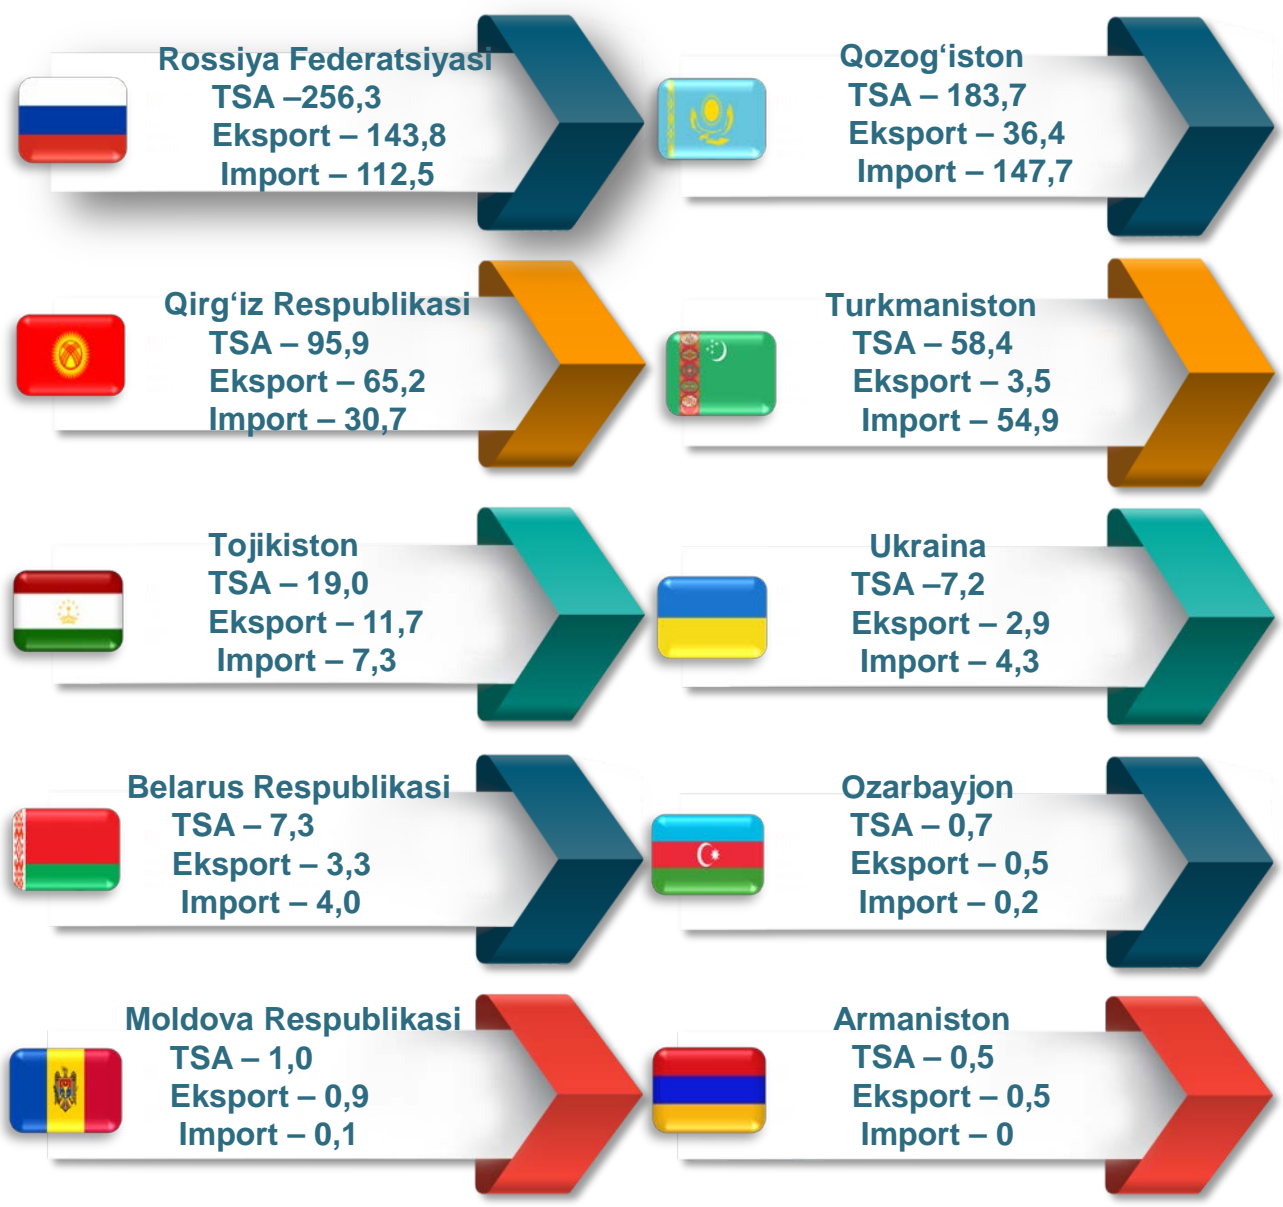 Rossiya Federatsiyasi
TSA –256,3
Eksport – 143,8
Import – 112,5
Qozog‘iston
TSA – 183,7
Eksport – 36,4
Import – 147,7
Qirg‘iz Respublikasi
TSA – 95,9
Eksport – 65,2
Import – 30,7
Turkmaniston
TSA – 58,4
Eksport – 3,5
Import – 54,9
Tojikiston
TSA – 19,0
Eksport – 11,7
Import – 7,3
Ukraina
TSA –7,2
Eksport – 2,9
Import – 4,3
Belarus Respublikasi
TSA – 7,3
Eksport – 3,3
Import – 4,0
Ozarbayjon
TSA – 0,7
Eksport – 0,5
Import – 0,2
Moldova Respublikasi
TSA – 1,0
Eksport – 0,9
Import – 0,1
Armaniston
TSA – 0,5
Eksport – 0,5
Import – 0